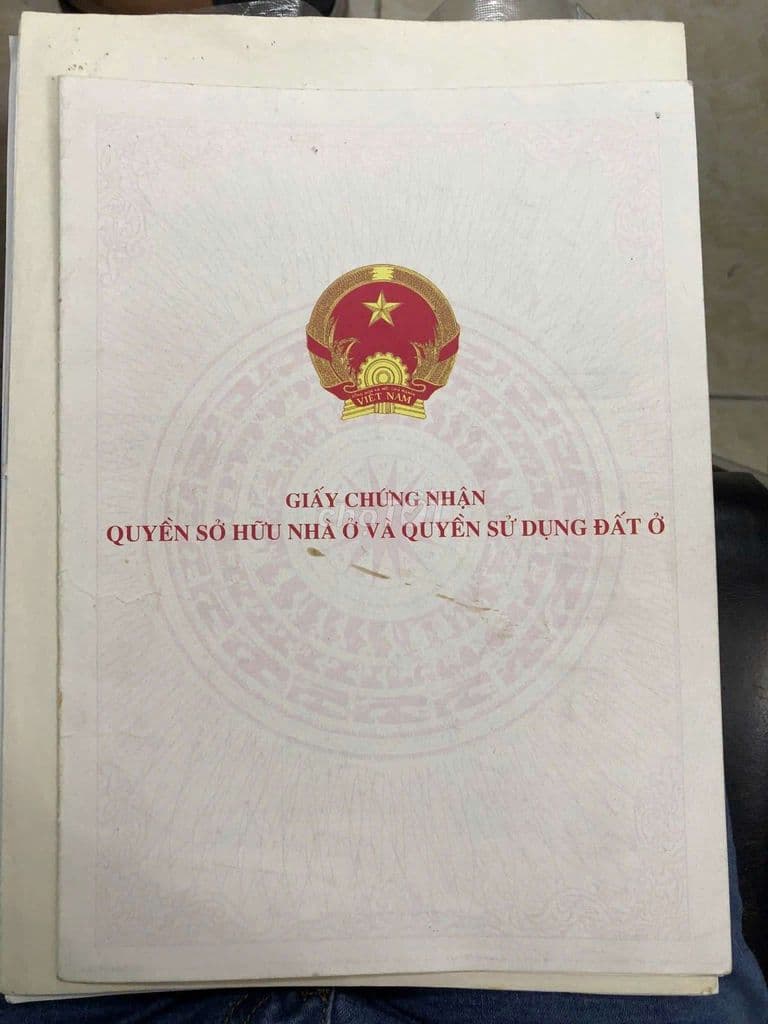 VIỆT NAM
GIẤY CHỨNG NHẬN
QUYỀN SỞ HỮU NHÀ Ở VÀ QUYỀN SỬ DỤNG ĐẤT Ở